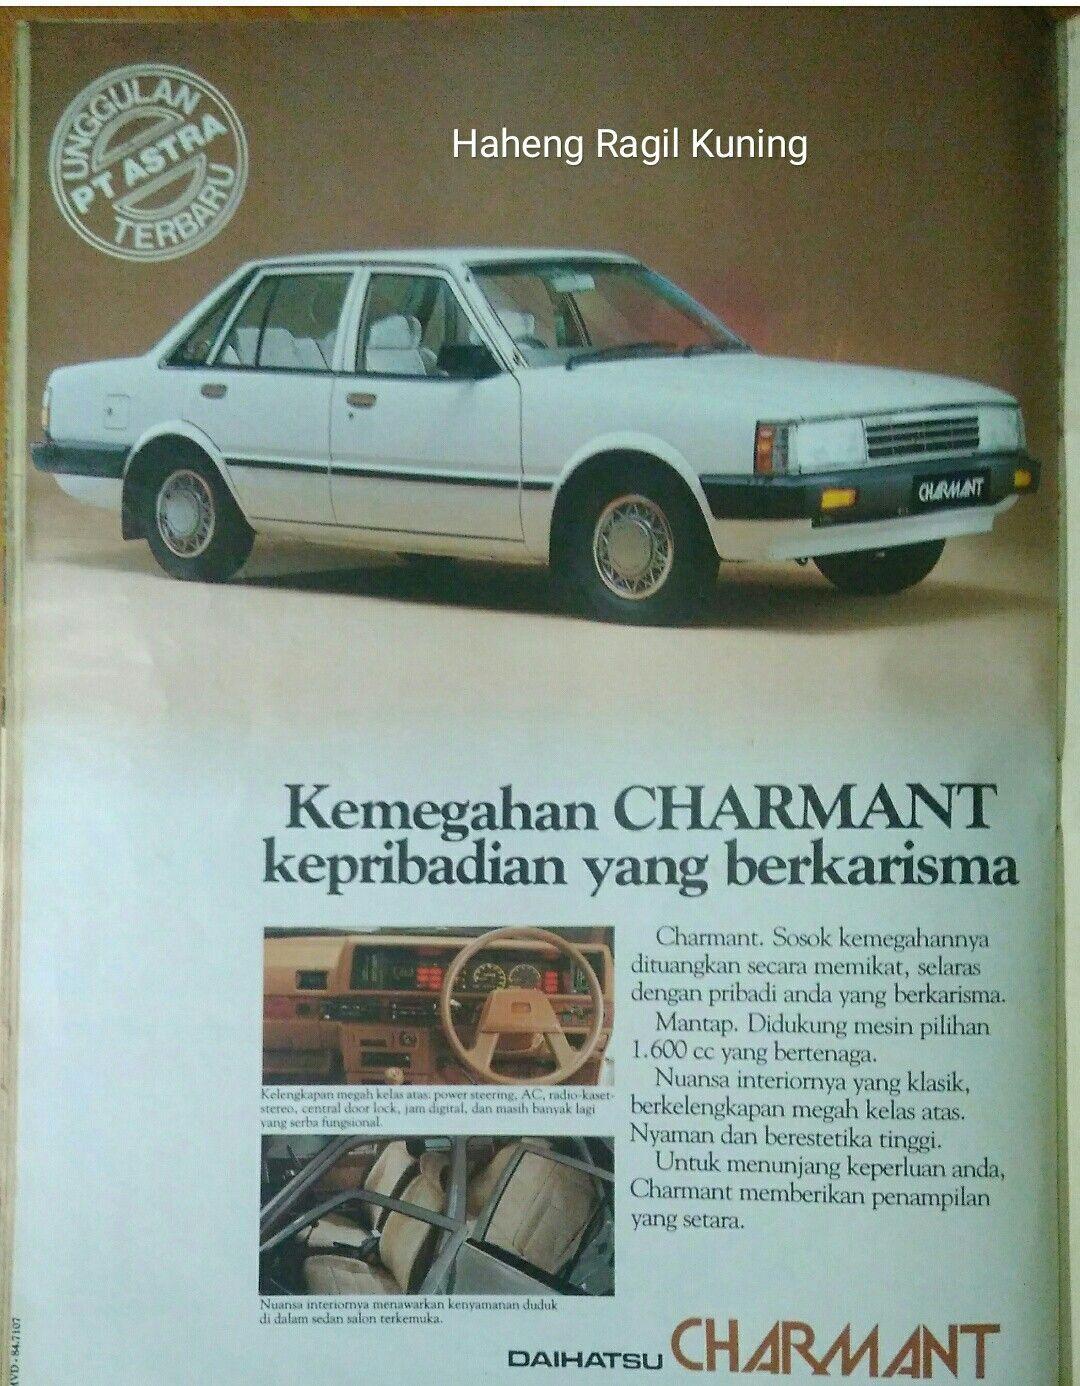 UNGGULAN
PT ASTRA
TERBARU
Haheng Ragil Kuning
CHARMANT
Kemegahan CHARMANT
kepribadian yang berkarisma
Kelengkapan megah kelas atas: power steering, AC, radio-kaset-
stereo, central door lock, jam digital, dan masih banyak lagi
yang serba fungsional.
Nuansa interiornya menawarkan kenyamanan duduk
di dalam sedan salon terkemuka.
Charmant. Sosok kemegahannya
dituangkan secara memikat, selaras
dengan pribadi anda yang berkarisma.
Mantap. Didukung mesin pilihan
1.600 cc yang bertenaga.
Nuansa interiornya yang klasik,
berkelengkapan megah kelas atas.
Nyaman dan berestetika tinggi.
Untuk menunjang keperluan anda,
Charmant memberikan penampilan
yang setara.
DAIHATSU CHARMANT